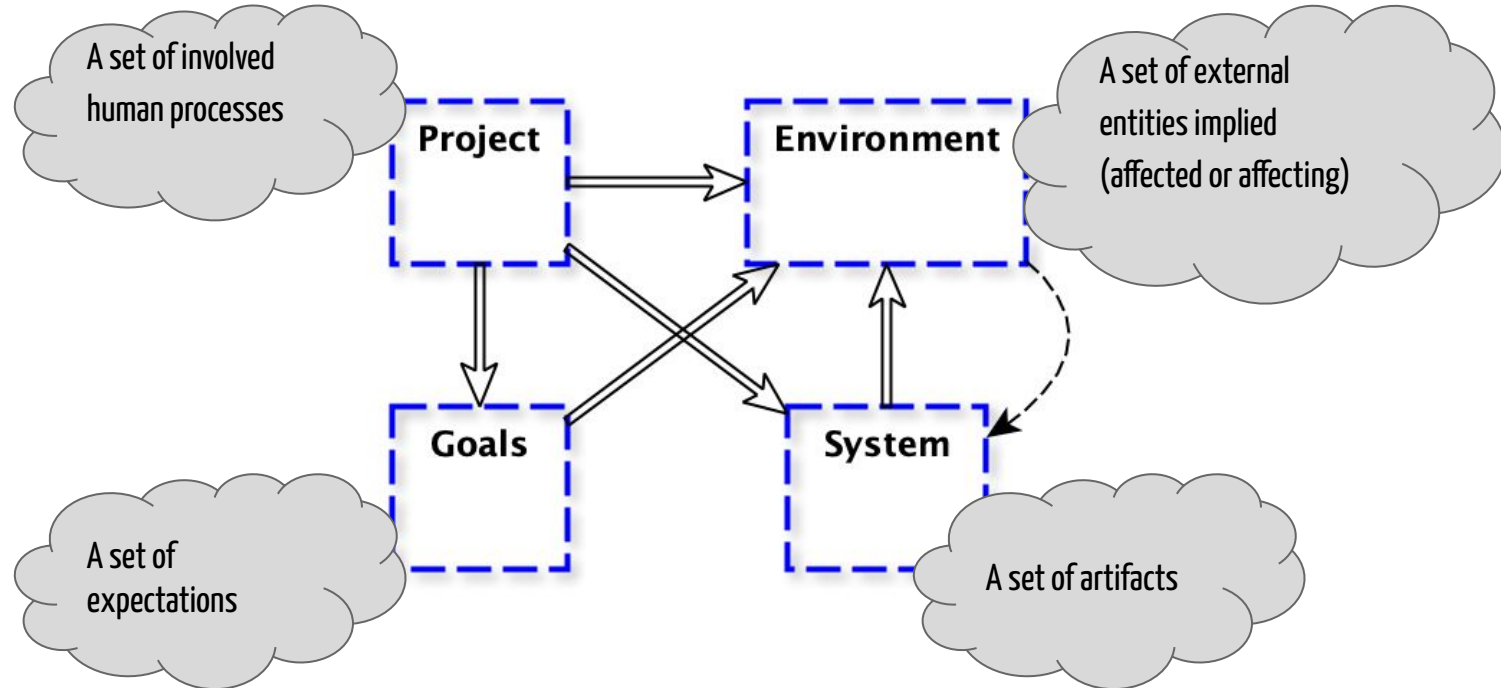 A set of involved
human processes
Project
Environment
A set of external
entities implied
(affected or affecting)
Goals
System
A set of
expectations
A set of artifacts